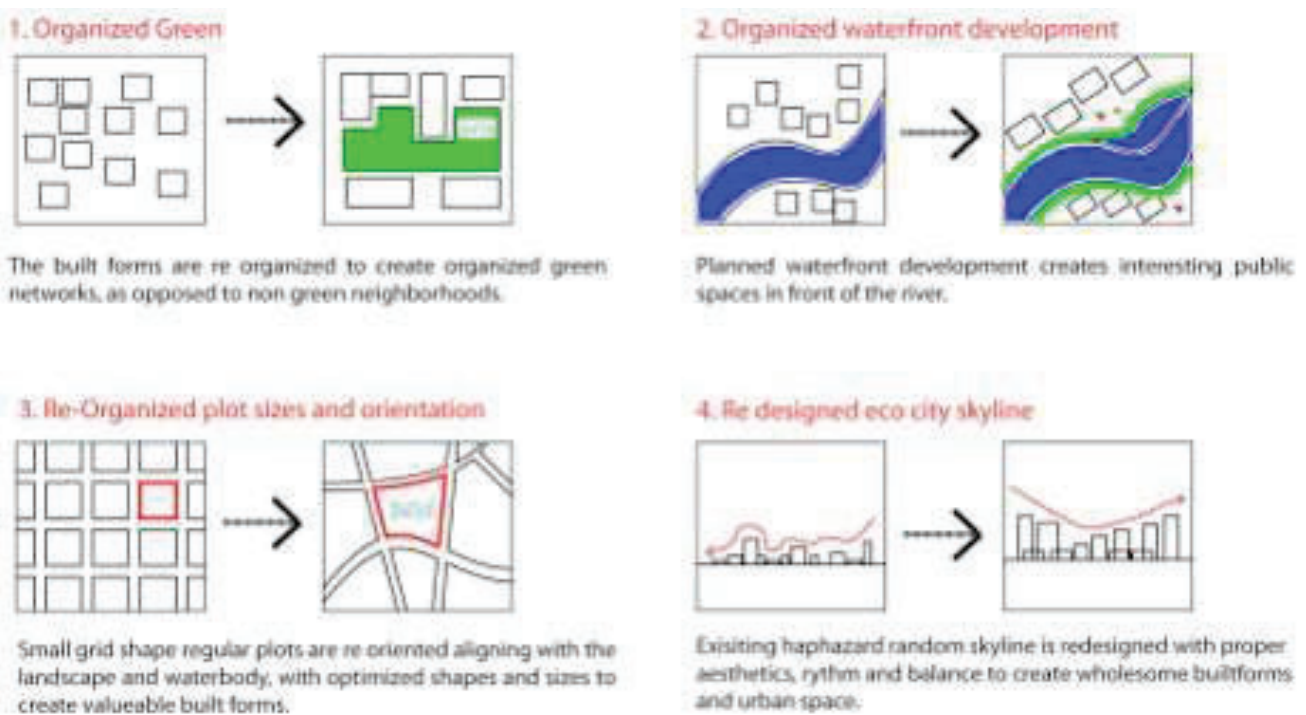 1. Organized Green
The built forms are re organized to create organized green
networks, as opposed to non green neighborhoods.
2. Organized waterfront development
Planned waterfront development creates interesting public
spaces in front of the river.
3. Re-Organized plot sizes and orientation
Small grid shape regular plots are re oriented aligning with the
landscape and waterbody, with optimized shapes and sizes to
create valueable built forms.
4. Re designed eco city skyline
Exisiting haphazard random skyline is redesigned with proper
aesthetics, rythm and balance to create wholesome builtforms
and urban space.